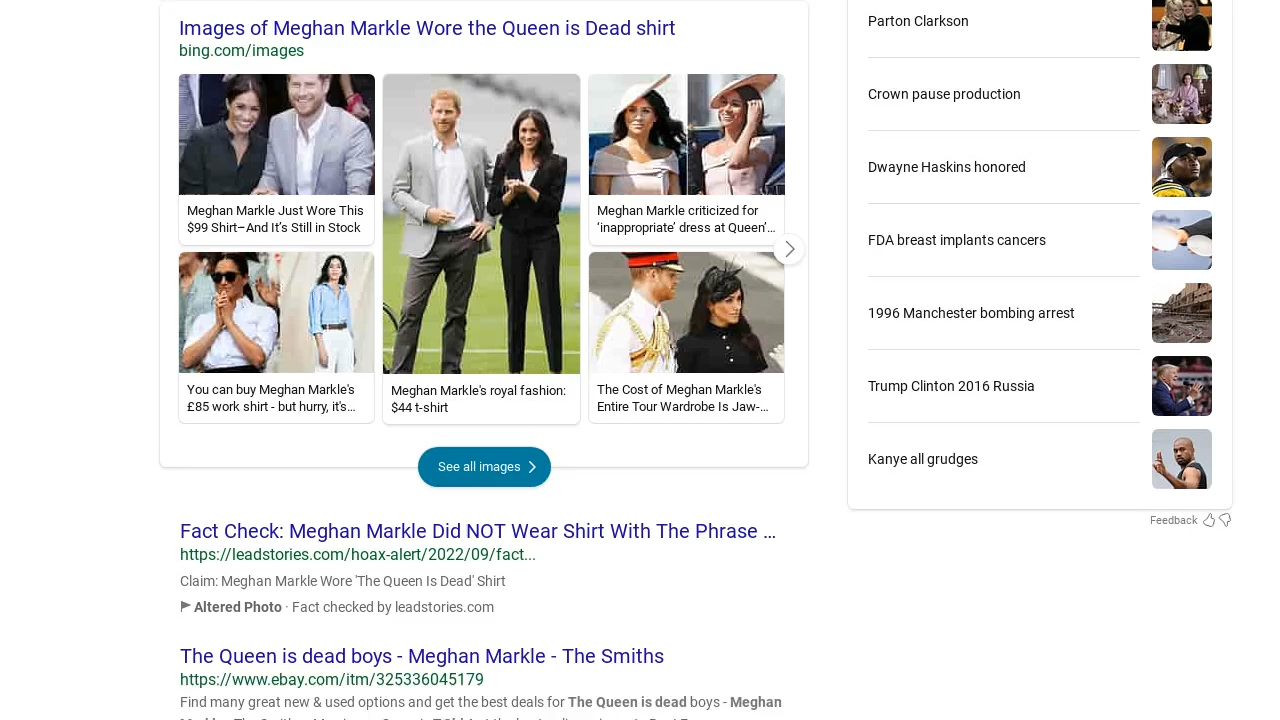 Images of Meghan Markle Wore the Queen is Dead shirt
bing.com/images
Meghan Markle Just Wore This
$99 Shirt–And It's Still in Stock
Meghan Markle's royal fashion:
$44 t-shirt
Meghan Markle criticized for
‘inappropriate’ dress at Queen’…
You can buy Meghan Markle's
£85 work shirt - but hurry, it's…
The Cost of Meghan Markle's
Entire Tour Wardrobe Is Jaw-…
See all images
Fact Check: Meghan Markle Did NOT Wear Shirt With The Phrase …
https://leadstories.com/hoax-alert/2022/09/fact...
Claim: Meghan Markle Wore 'The Queen Is Dead' Shirt
Altered Photo · Fact checked by leadstories.com
The Queen is dead boys - Meghan Markle - The Smiths
https://www.ebay.com/itm/325336045179
Find many great new & used options and get the best deals for The Queen is dead boys - Meghan
Parton Clarkson
Crown pause production
Dwayne Haskins honored
FDA breast implants cancers
1996 Manchester bombing arrest
Trump Clinton 2016 Russia
Kanye all grudges
Feedback